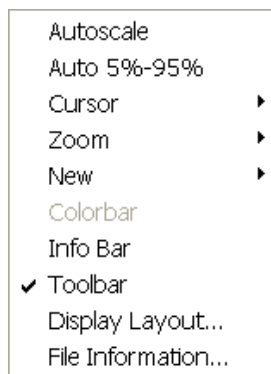 Autoscale
Auto 5%-95%
Cursor
Zoom
New
Colorbar
Info Bar
Toolbar
Display Layout...
File Information...